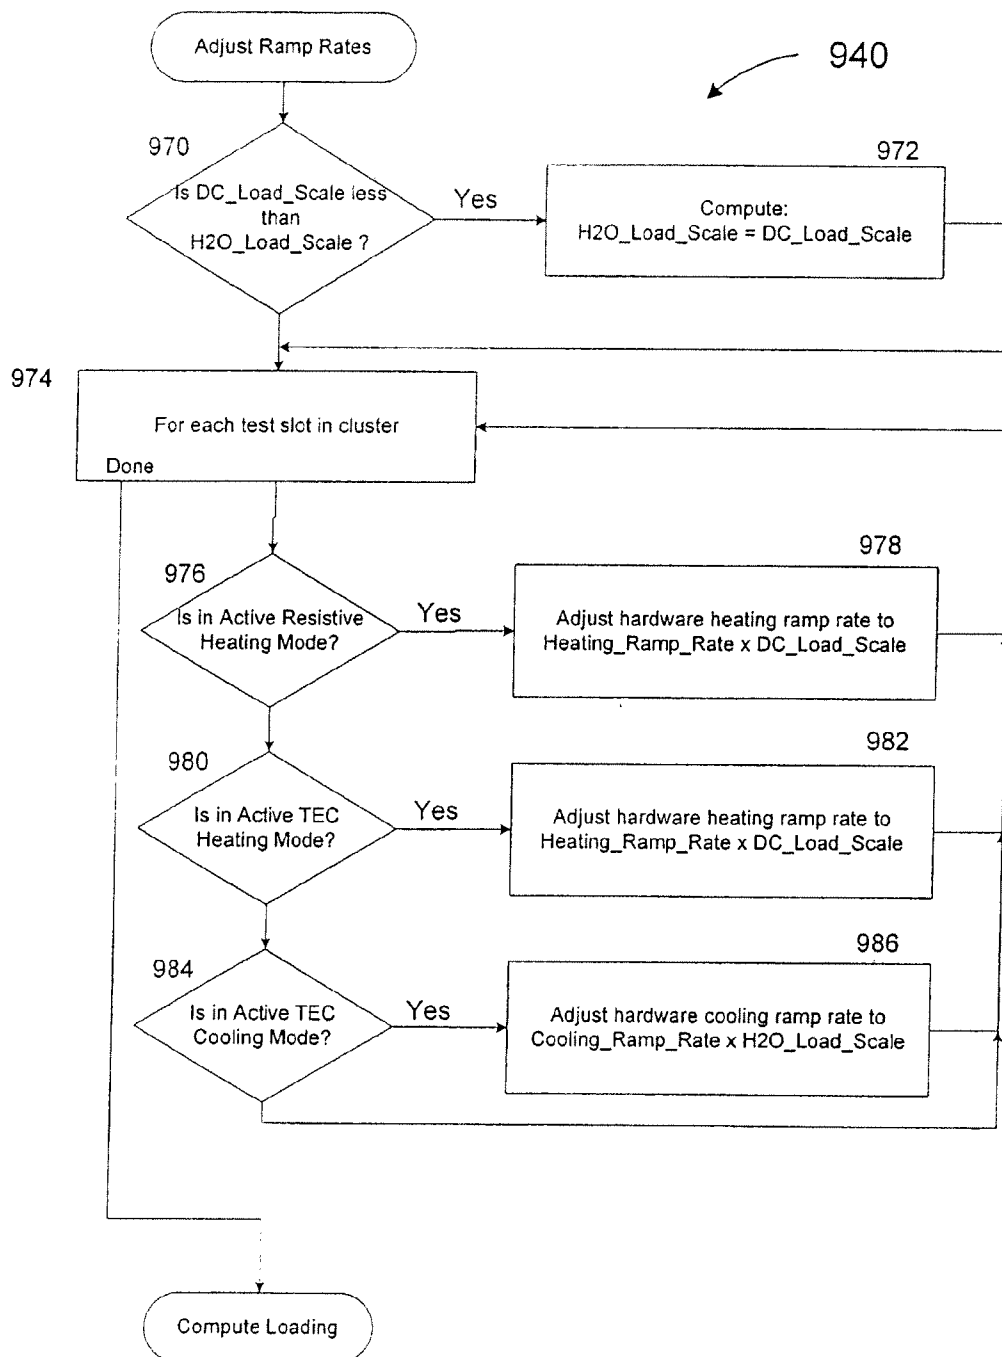 Adjust Ramp Rates
940
970
Is DC_Load_Scale less
than
H2O_Load_Scale ?
Yes
972
Compute:
H2O_Load_Scale = DC_Load_Scale
974
For each test slot in cluster
Done
976
Is in Active Resistive
Heating Mode?
Yes
978
Adjust hardware heating ramp rate to
Heating_Ramp_Rate x DC_Load_Scale
980
Is in Active TEC
Heating Mode?
Yes
982
Adjust hardware heating ramp rate to
Heating_Ramp_Rate x DC_Load_Scale
984
Is in Active TEC
Cooling Mode?
Yes
986
Adjust hardware cooling ramp rate to
Cooling_Ramp_Rate x H2O_Load_Scale
Compute Loading